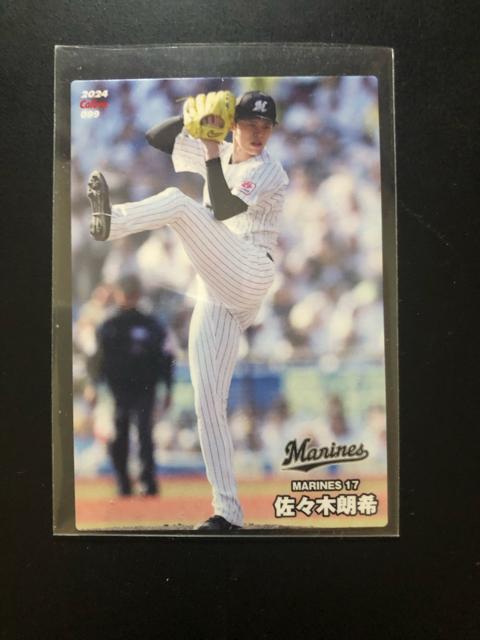 2024
Calbee
099
M
Marines
MARINES 17
佐々木朗希